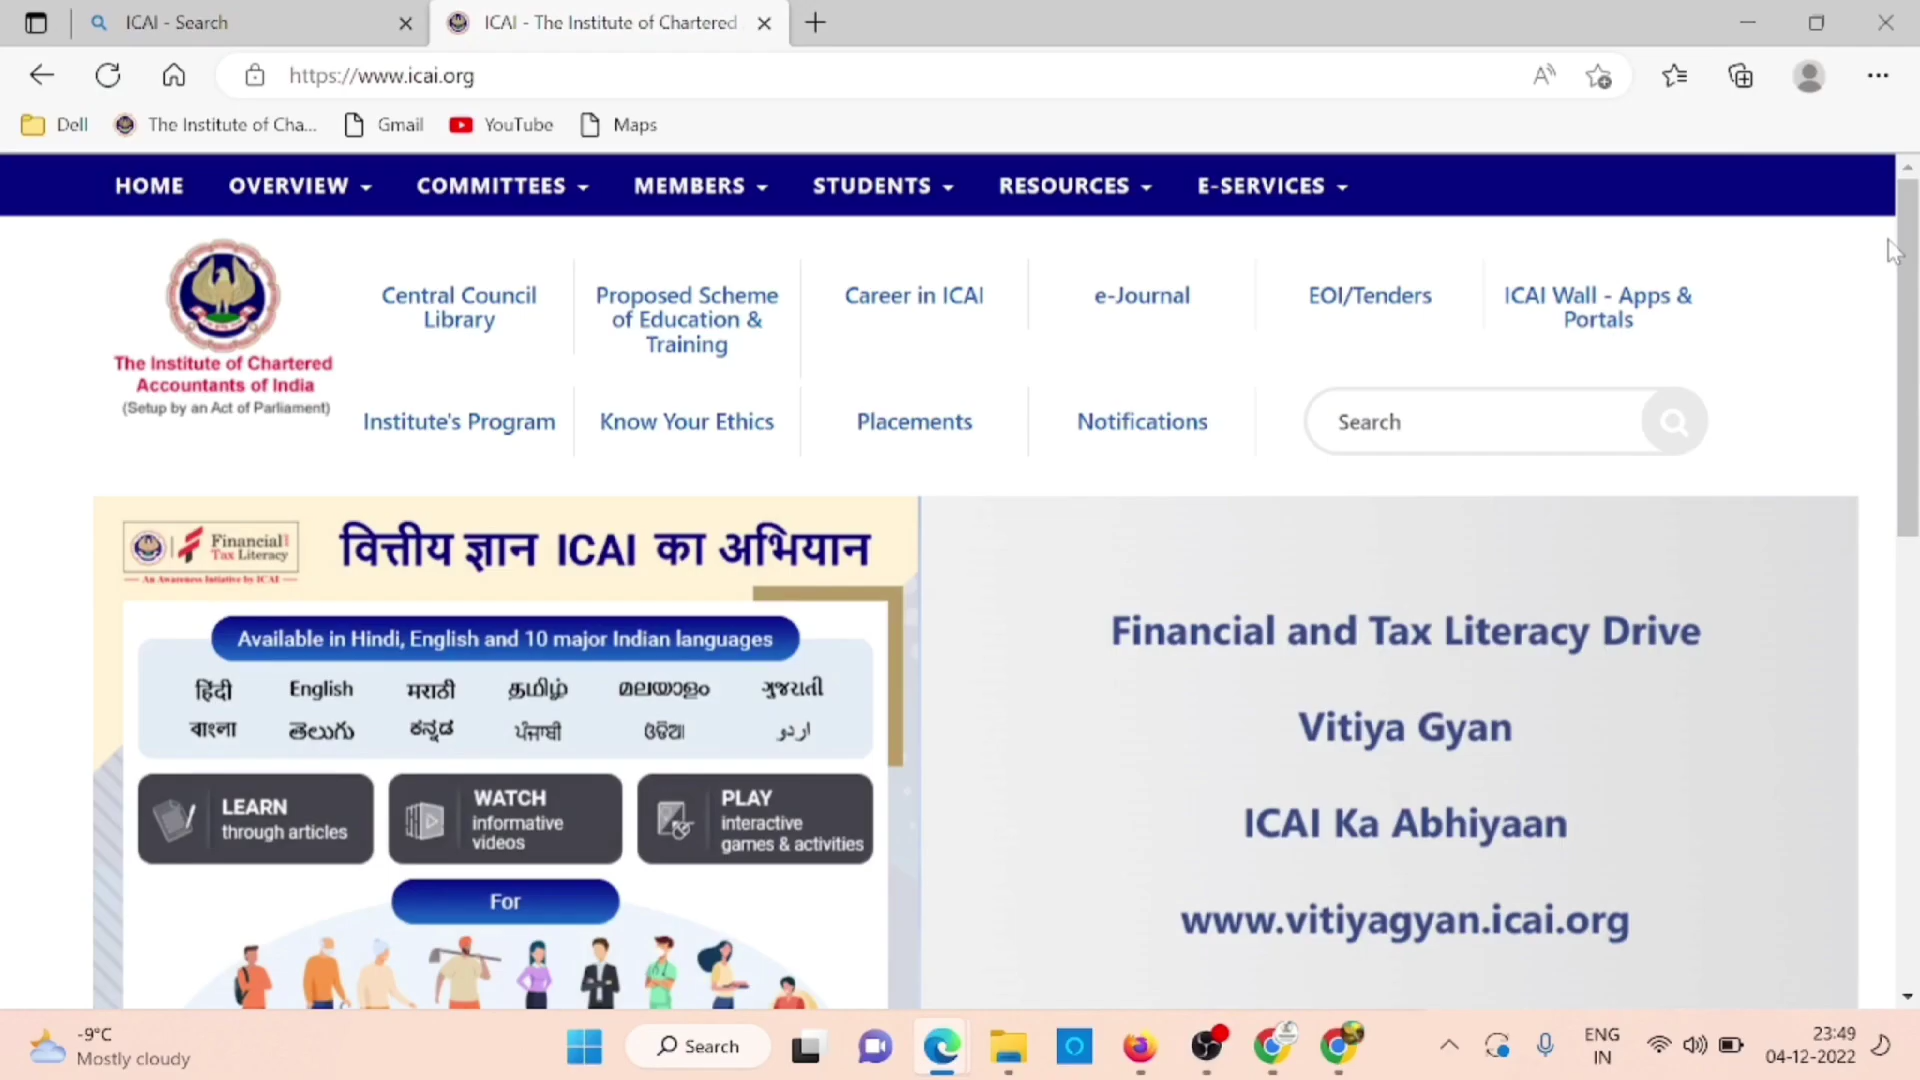 ICAI - Search
ICAI - The Institute of Chartered
https://www.icai.org
Dell
The Institute of Cha...
Gmail
YouTube
Maps
HOME
OVERVIEW
COMMITTEES
MEMBERS
STUDENTS
RESOURCES
E-SERVICES
The Institute of Chartered
Accountants of India
(Setup by an Act of Parliament)
Central Council
Library
Proposed Scheme
of Education &
Training
Career in ICAI
e-Journal
EOI/Tenders
ICAI Wall - Apps &
Portals
Institute's Program
Know Your Ethics
Placements
Notifications
Search
Financial
Tax Literacy
An Awareness Initiative by ICAI
वित्तीय ज्ञान ICAI का अभियान
Available in Hindi, English and 10 major Indian languages
हिंदी English मराठी தமிழ் മലയാളം ગુજરાતી
বাংলা తెలుగు ಕನ್ನಡ ਪੰਜਾਬੀ ଓଡିଆ اردو
LEARN
through articles
WATCH
informative
videos
PLAY
interactive
games & activities
For
Financial and Tax Literacy Drive
Vitiya Gyan
ICAI Ka Abhiyaan
www.vitiyagyan.icai.org
-9°C
Mostly cloudy
Search
ENG
IN
23:49
04-12-2022